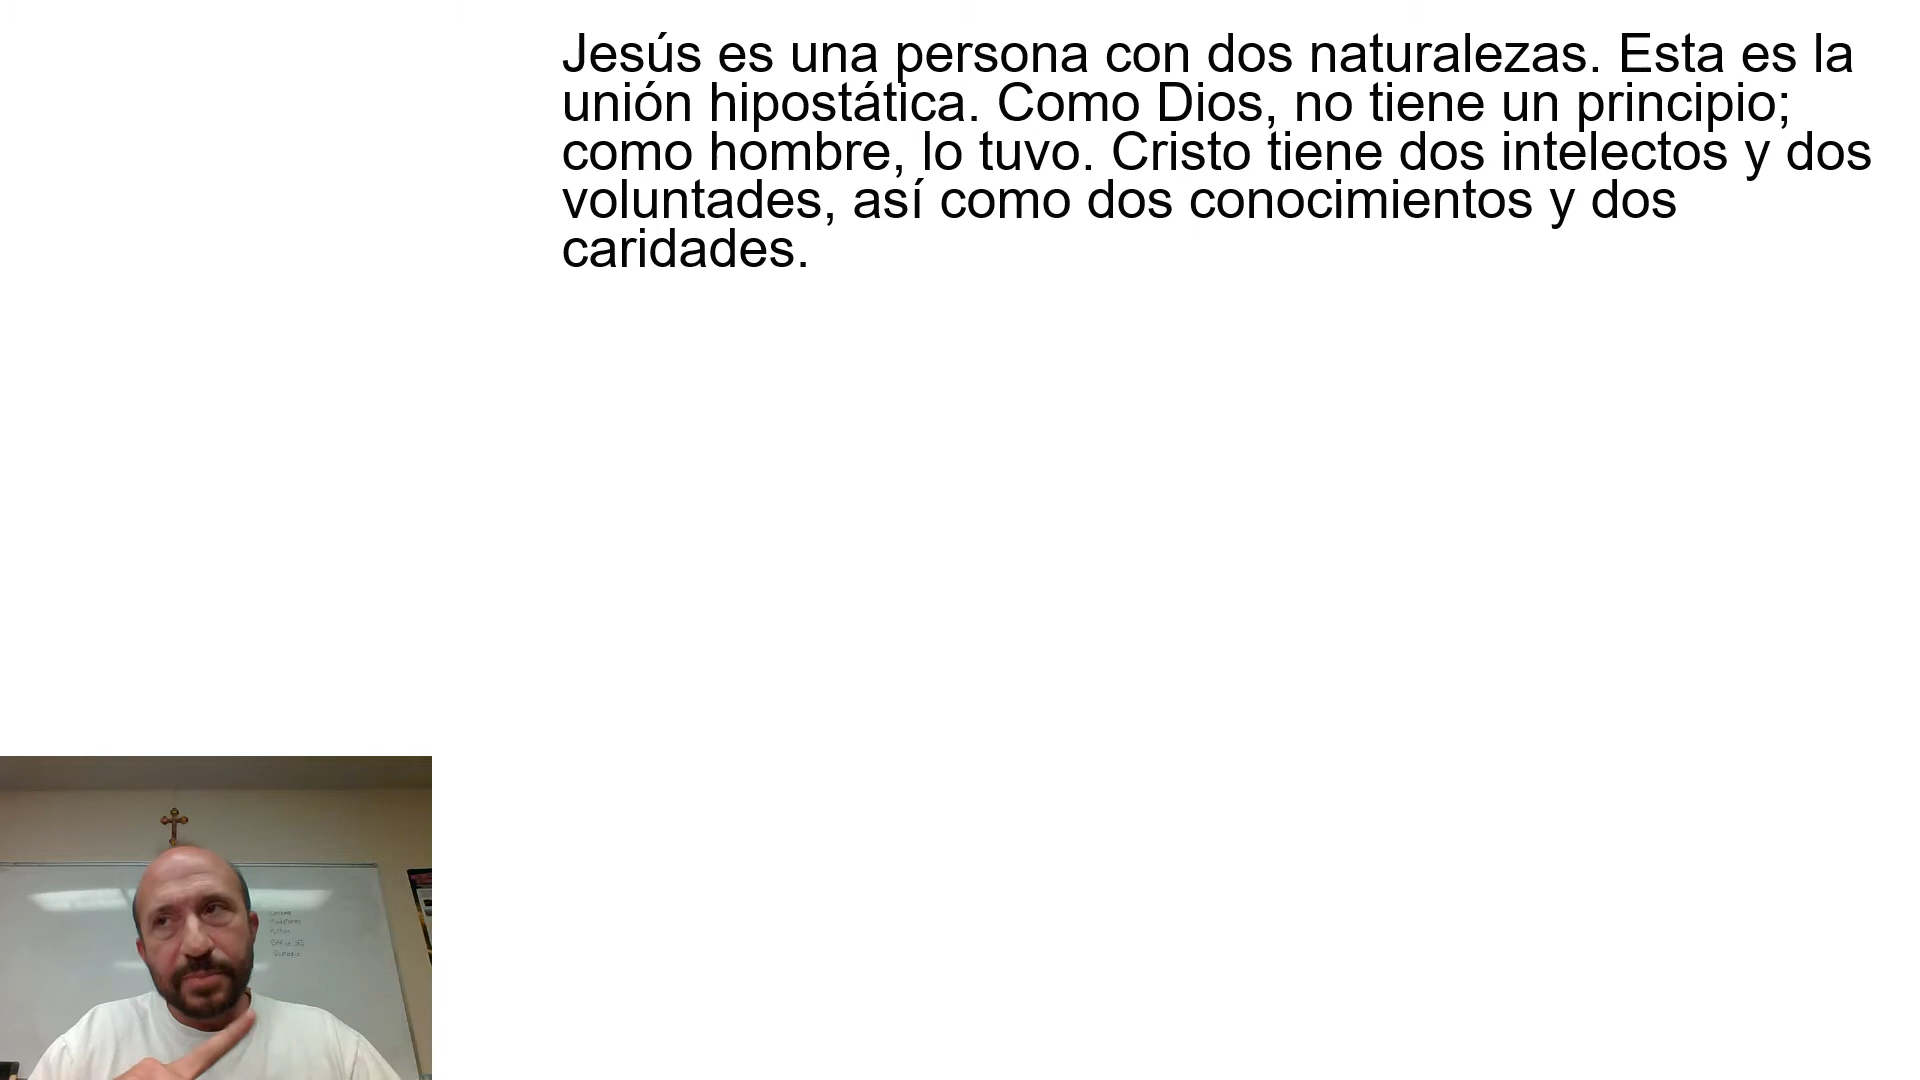 Jesús es una persona con dos naturalezas. Esta es la
unión hipostática. Como Dios, no tiene un principio;
como hombre, lo tuvo. Cristo tiene dos intelectos y dos
voluntades, así como dos conocimientos y dos
caridades.